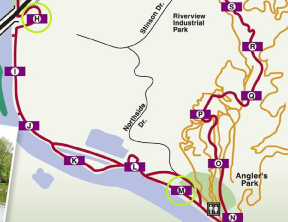 S
Stinson Dr.
Riverview
Industrial
Park
H
R
I
Q
P
J
Northside
Dr.
K
L
O
M
Angler's
Park
N